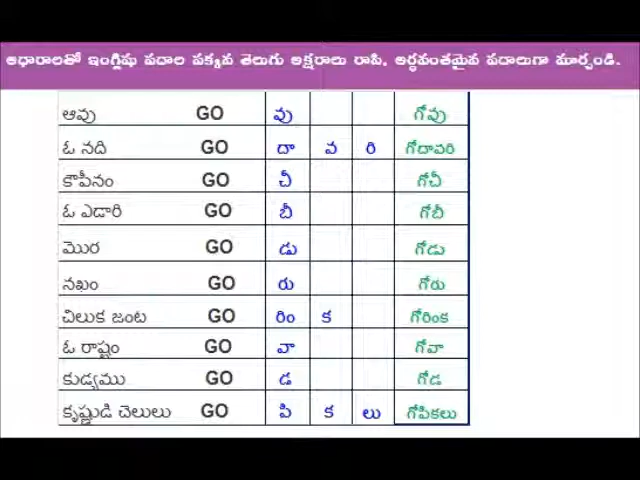 ఆధారాలతో ఇంగ్లీషు పదాల పక్కన తెలుగు అక్షరాలు రాసి, అర్థవంతమైన పదాలుగా మార్చండి.
ఆవు GO వు గోవు
ఓ నది GO దా వ రి గోదావరి
కౌపీనం GO చీ గోచీ
ఓ ఎడారి GO బీ గోబీ
మొర GO డు గోడు
నఖం GO రు గోరు
చిలుక జంట GO రిం క గోరింక
ఓ రాష్ట్రం GO వా గోవా
కుడ్యము GO డ గోడ
కృష్ణుడి చెలులు GO పి క లు గోపికలు